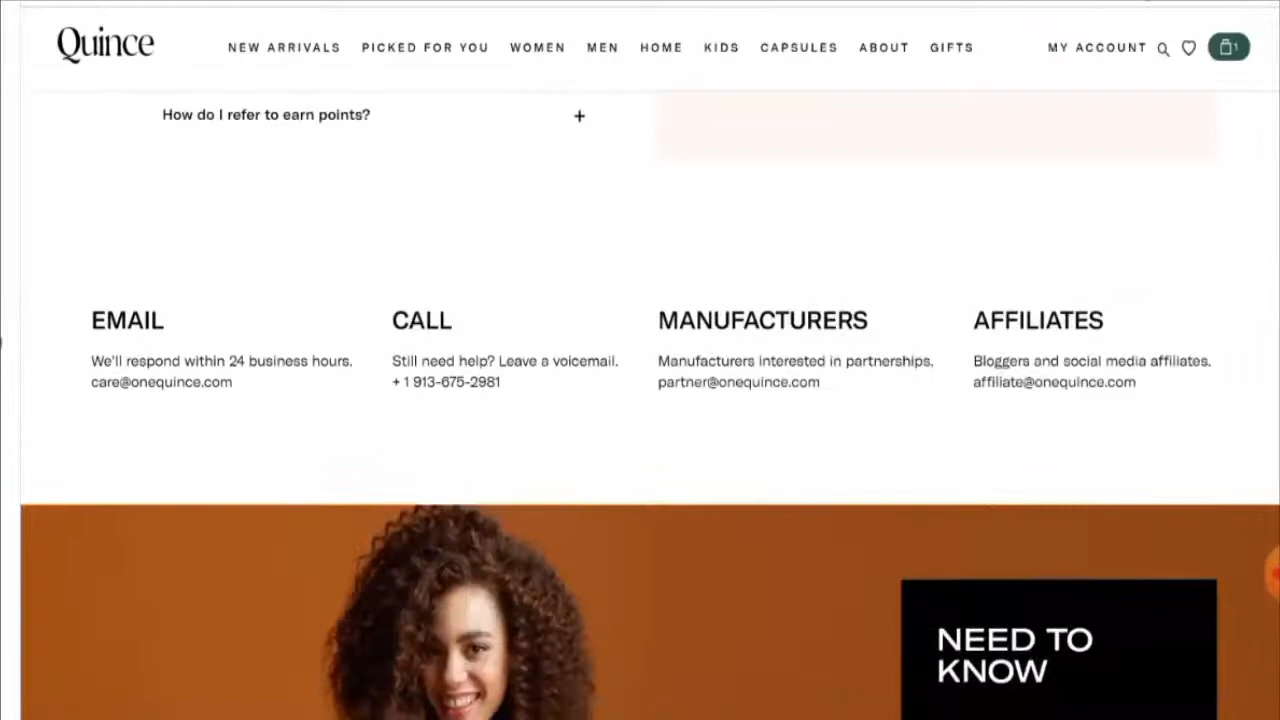 Quince
NEW ARRIVALS PICKED FOR YOU WOMEN MEN HOME KIDS CAPSULES ABOUT GIFTS
MY ACCOUNT 1
How do I refer to earn points? +
EMAIL
We'll respond within 24 business hours.
care@onequince.com
CALL
Still need help? Leave a voicemail.
+ 1 913-675-2981
MANUFACTURERS
Manufacturers interested in partnerships.
partner@onequince.com
AFFILIATES
Bloggers and social media affiliates.
affiliate@onequince.com
NEED TO
KNOW